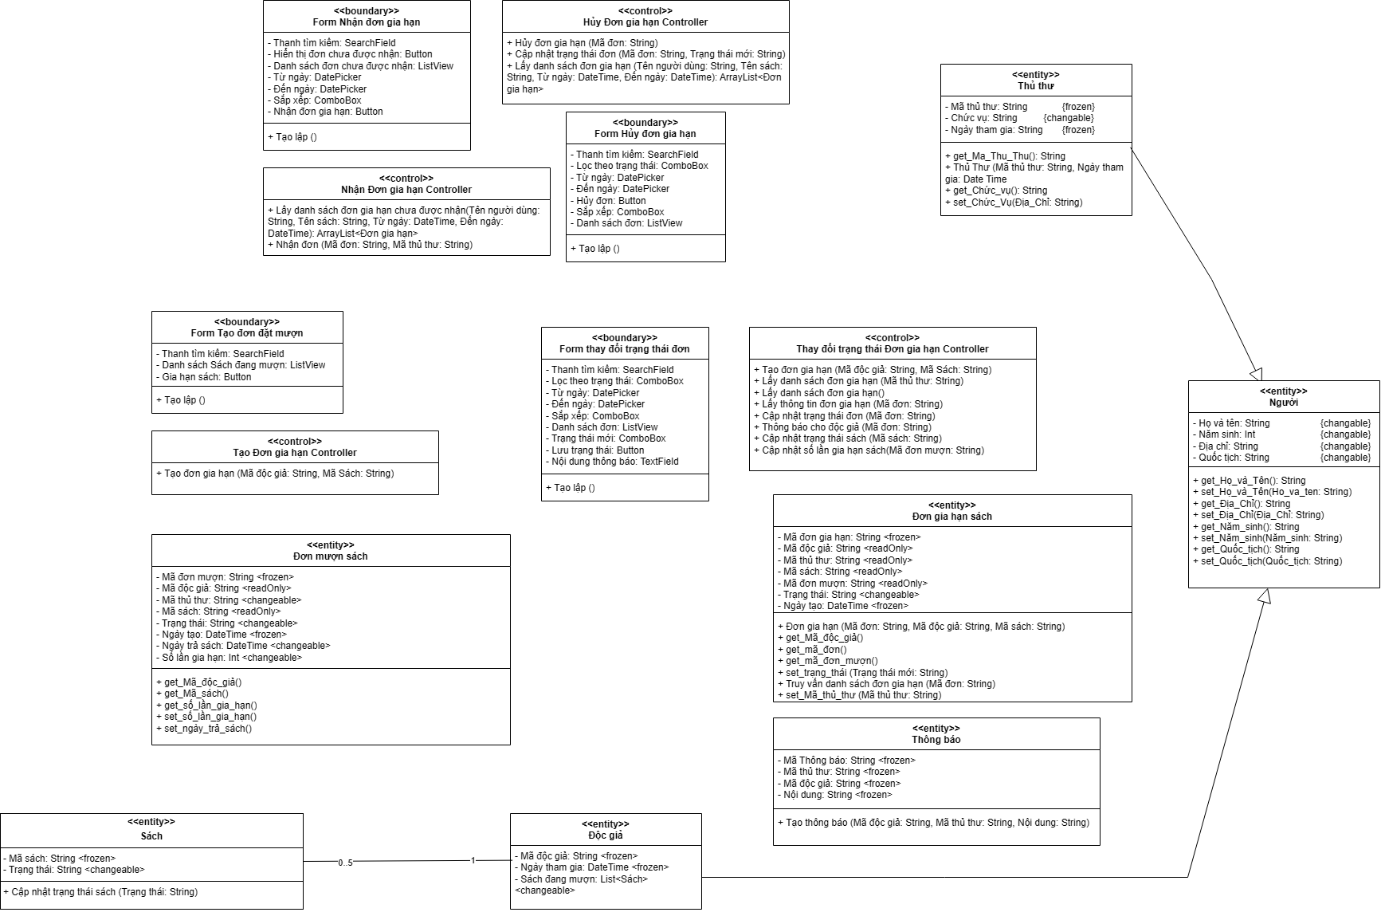 <<boundary>>
Form Nhận đơn gia hạn
- Thanh tìm kiếm: SearchField
- Hiển thị đơn chưa được nhận: Button
- Danh sách đơn chưa được nhận: ListView
- Từ ngày: DatePicker
- Đến ngày: DatePicker
- Sắp xếp: ComboBox
- Nhận đơn gia hạn: Button
+ Tạo lập ()
<<control>>
Hủy Đơn gia hạn Controller
+ Hủy đơn gia hạn (Mã đơn: String)
+ Cập nhật trạng thái đơn (Mã đơn: String, Trạng thái mới: String)
+ Lấy danh sách đơn gia hạn (Tên người dùng: String, Tên sách:
String, Từ ngày: DateTime, Đến ngày: DateTime): ArrayList<Đơn
gia hạn>
<<entity>>
Thủ thư
- Mã thủ thư: String {frozen}
- Chức vụ: String {changable}
- Ngày tham gia: String {frozen}
+ get_Ma_Thu_Thu(): String
+ Thủ Thư (Mã thủ thư: String, Ngày tham
gia: Date Time
+ get_Chức_vụ(): String
+ set_Chức_Vụ(Địa_Chỉ: String)
<<boundary>>
Form Hủy đơn gia hạn
- Thanh tìm kiếm: SearchField
- Lọc theo trạng thái: ComboBox
- Từ ngày: DatePicker
- Đến ngày: DatePicker
- Hủy đơn: Button
- Sắp xếp: ComboBox
- Danh sách đơn: ListView
+ Tạo lập ()
<<control>>
Nhận Đơn gia hạn Controller
+ Lấy danh sách đơn gia hạn chưa được nhận(Tên người dùng:
String, Tên sách: String, Từ ngày: DateTime, Đến ngày:
DateTime): ArrayList<Đơn gia hạn>
+ Nhận đơn (Mã đơn: String, Mã thủ thư: String)
<<boundary>>
Form Tạo đơn đặt mượn
- Thanh tìm kiếm: SearchField
- Danh sách Sách đang mượn: ListView
- Gia hạn sách: Button
+ Tạo lập ()
<<boundary>>
Form thay đổi trạng thái đơn
- Thanh tìm kiếm: SearchField
- Lọc theo trạng thái: ComboBox
- Từ ngày: DatePicker
- Đến ngày: DatePicker
- Sắp xếp: ComboBox
- Danh sách đơn: ListView
- Trạng thái mới: ComboBox
- Lưu trạng thái: Button
- Nội dung thông báo: TextField
+ Tạo lập ()
<<control>>
Thay đổi trạng thái Đơn gia hạn Controller
+ Tạo đơn gia hạn (Mã độc giả: String, Mã Sách: String)
+ Lấy danh sách đơn gia hạn (Mã thủ thư: String)
+ Lấy danh sách đơn gia hạn()
+ Lấy thông tin đơn gia hạn (Mã đơn: String)
+ Cập nhật trạng thái đơn (Mã đơn: String)
+ Thông báo cho độc giả (Mã đơn: String)
+ Cập nhật trạng thái sách (Mã sách: String)
+ Cập nhật số lần gia hạn sách(Mã đơn mượn: String)
<<entity>>
Người
- Họ và tên: String {changable}
- Năm sinh: Int {changable}
- Địa chỉ: String {changable}
- Quốc tịch: String {changable}
+ get_Họ_và_Tên(): String
+ set_Họ_và_Tên(Ho_va_ten: String)
+ get_Địa_Chỉ(): String
+ set_Địa_Chỉ(Địa_Chỉ: String)
+ get_Năm_sinh(): String
+ set_Năm_sinh(Năm_sinh: String)
+ get_Quốc_tịch(): String
+ set_Quốc_tịch(Quốc_tịch: String)
<<control>>
Tạo Đơn gia hạn Controller
+ Tạo đơn gia hạn (Mã độc giả: String, Mã Sách: String)
<<entity>>
Đơn mượn sách
- Mã đơn mượn: String <frozen>
- Mã độc giả: String <readOnly>
- Mã thủ thư: String <changeable>
- Mã sách: String <readOnly>
- Trạng thái: String <changeable>
- Ngày tạo: DateTime <frozen>
- Ngày trả sách: DateTime <changeable>
- Số lần gia hạn: Int <changeable>
+ get_Mã_độc_giả()
+ get_Mã_sách()
+ get_số_lần_gia_hạn()
+ set_số_lần_gia_hạn()
+ set_ngày_trả_sách()
<<entity>>
Đơn gia hạn sách
- Mã đơn gia hạn: String <frozen>
- Mã độc giả: String <readOnly>
- Mã thủ thư: String <readOnly>
- Mã sách: String <readOnly>
- Mã đơn mượn: String <readOnly>
- Trạng thái: String <changeable>
- Ngày tạo: DateTime <frozen>
+ Đơn gia hạn (Mã đơn: String, Mã độc giả: String, Mã sách: String)
+ get_Mã_độc_giả()
+ get_mã_đơn()
+ get_mã_đơn_mượn()
+ set_trạng_thái (Trạng thái mới: String)
+ Truy vấn danh sách đơn gia hạn (Mã đơn: String)
+ set_Mã_thủ_thư (Mã thủ thư: String)
<<entity>>
Thông báo
- Mã Thông báo: String <frozen>
- Mã thủ thư: String <frozen>
- Mã độc giả: String <frozen>
- Nội dung: String <frozen>
+ Tạo thông báo (Mã độc giả: String, Mã thủ thư: String, Nội dung: String)
<<entity>>
Sách
- Mã sách: String <frozen>
- Trạng thái: String <changeable>
+ Cập nhật trạng thái sách (Trạng thái: String)
0..5
1
<<entity>>
Độc giả
- Mã độc giả: String <frozen>
- Ngày tham gia: DateTime <frozen>
- Sách đang mượn: List<Sách>
<changeable>